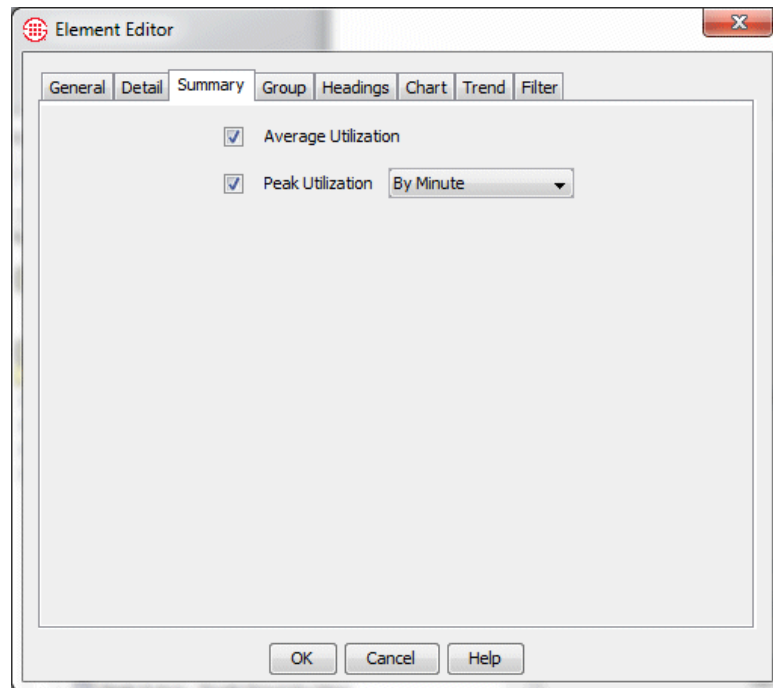 Element Editor
General Detail Summary Group Headings Chart Trend Filter
Average Utilization
Peak Utilization By Minute
OK Cancel Help